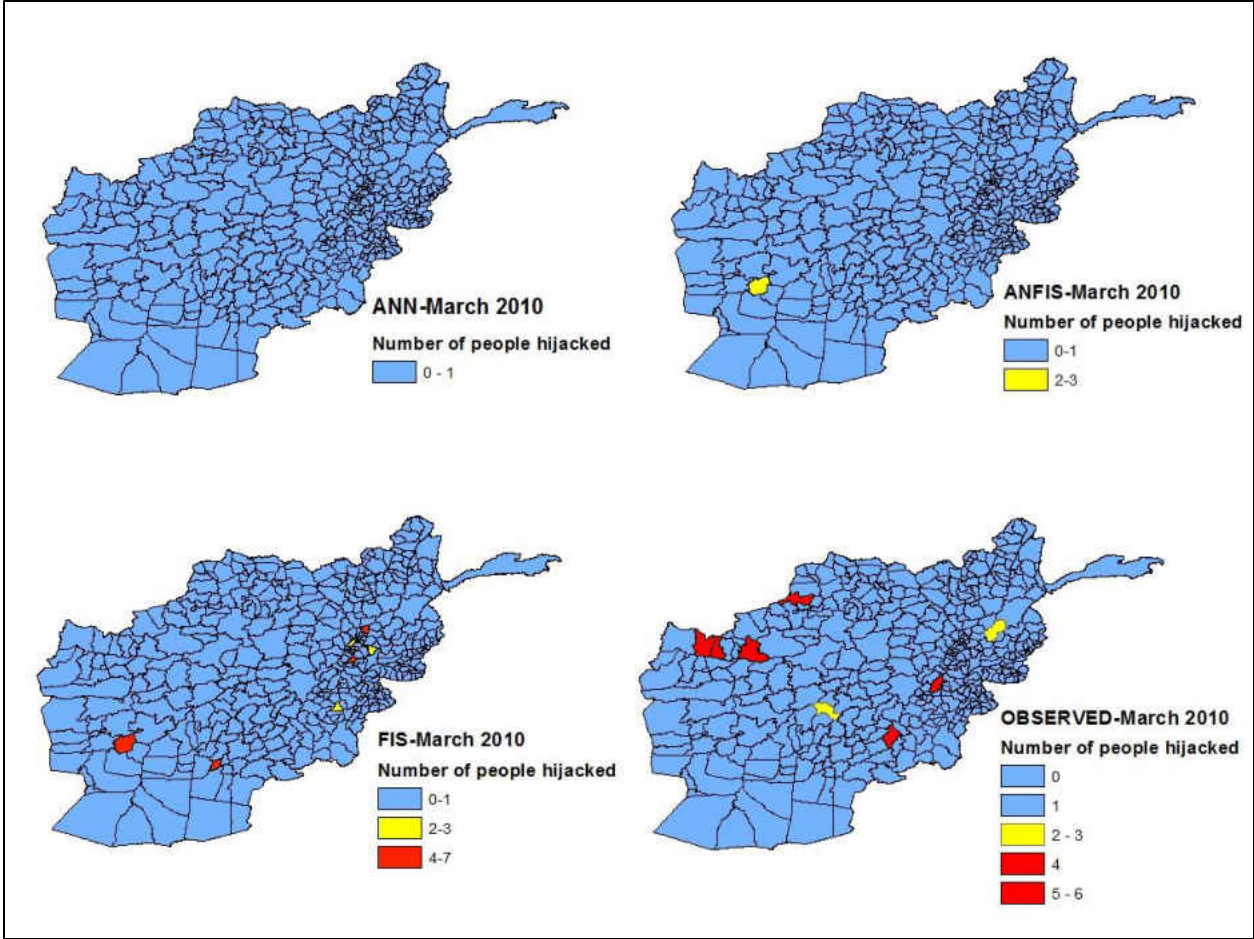 ANN-March 2010
Number of people hijacked
0 - 1
ANFIS-March 2010
Number of people hijacked
0-1
2-3
FIS-March 2010
Number of people hijacked
0-1
2-3
4-7
OBSERVED-March 2010
Number of people hijacked
0
1
2 - 3
4
5 - 6